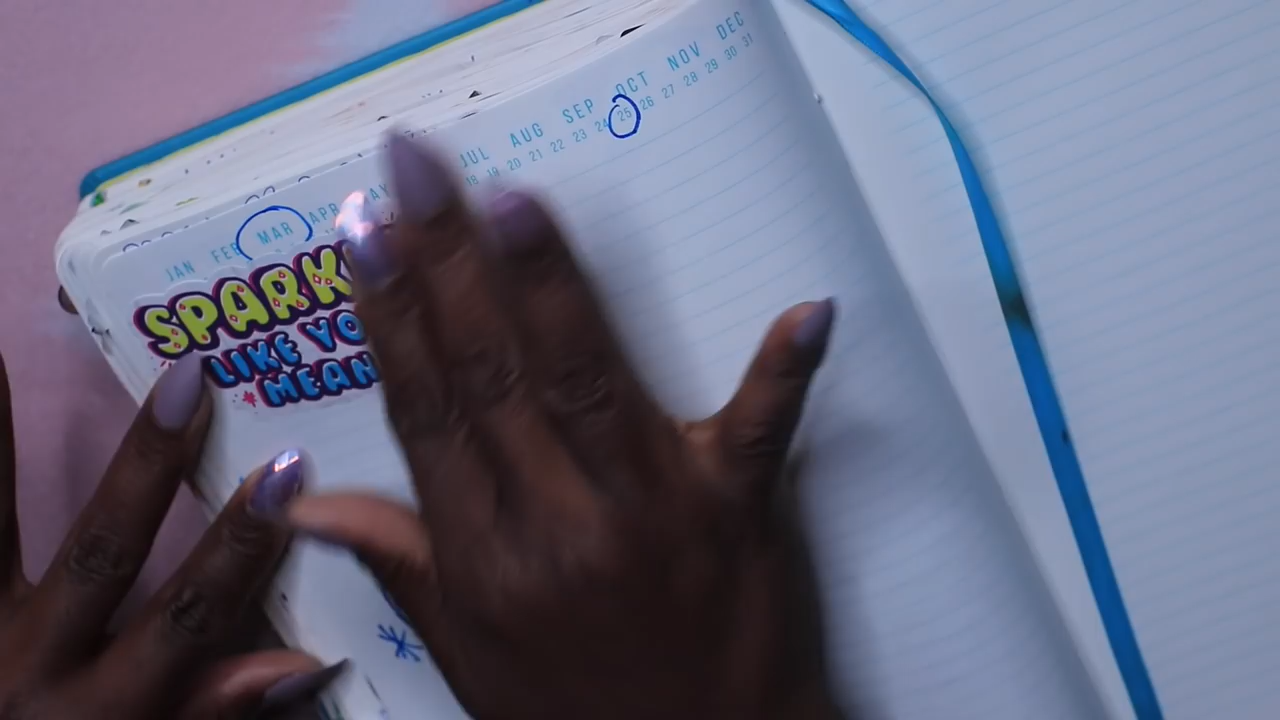 JAN FEB MAR APR JUL AUG SEP OCT NOV DEC
18 19 20 21 22 23 24 25 26 27 28 29 30 31
SPARK
LIKE YO
MEAN